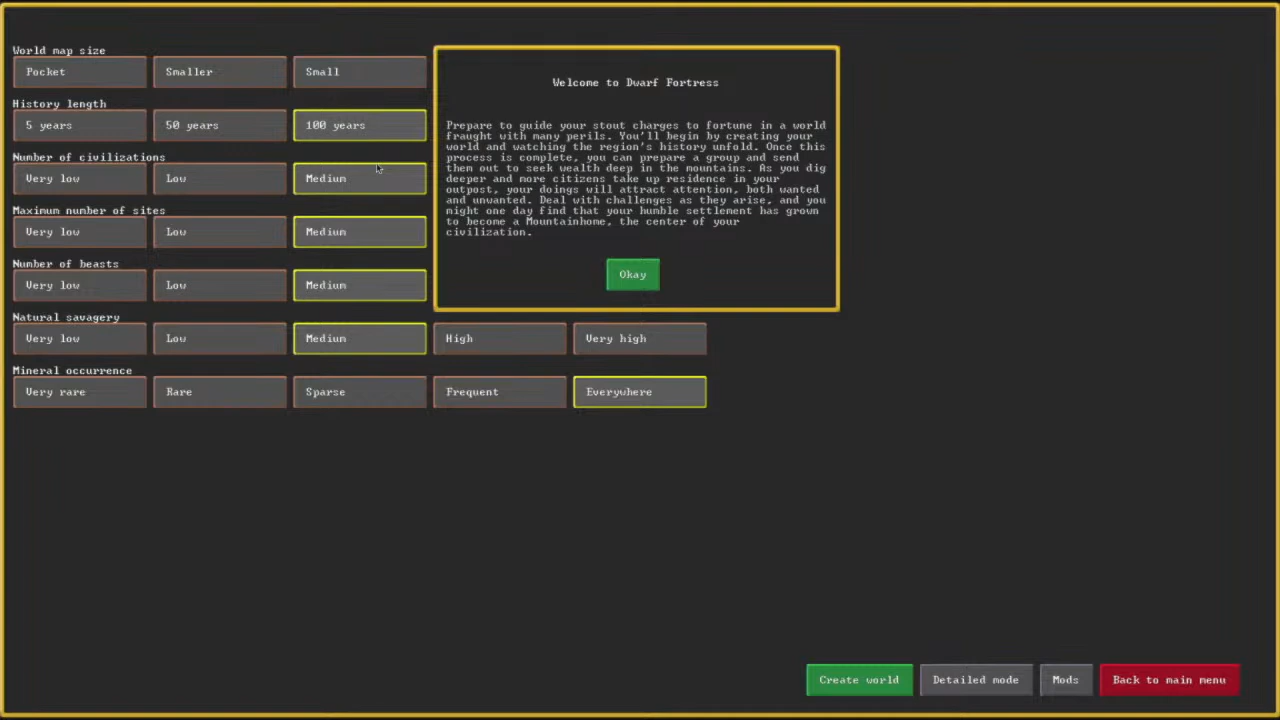 World map size
Pocket Smaller Small
History length
5 years 50 years 100 years
Number of civilizations
Very low Low Medium
Maximum number of sites
Very low Low Medium
Number of beasts
Very low Low Medium
Natural savagery
Very low Low Medium High Very high
Mineral occurrence
Very rare Rare Sparse Frequent Everywhere
Welcome to Dwarf Fortress
Prepare to guide your stout charges to fortune in a world
fraught with many perils. You'll begin by creating your
world and watching the region's history unfold. Once this
process is complete, you can prepare a group and send
them out to seek wealth deep in the mountains. As you dig
deeper and more citizens take up residence in your
outpost, your doings will attract attention, both wanted
and unwanted. Deal with challenges as they arise, and you
might one day find that your humble settlement has grown
to become a Mountainhome, the center of your
civilization.
Okay
Create world Detailed mode Mods Back to main menu